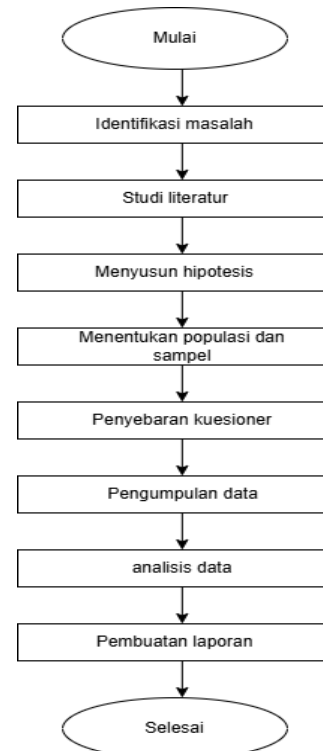 Mulai
Identifikasi masalah
Studi literatur
Menyusun hipotesis
Menentukan populasi dan
sampel
Penyebaran kuesioner
Pengumpulan data
analisis data
Pembuatan laporan
Selesai